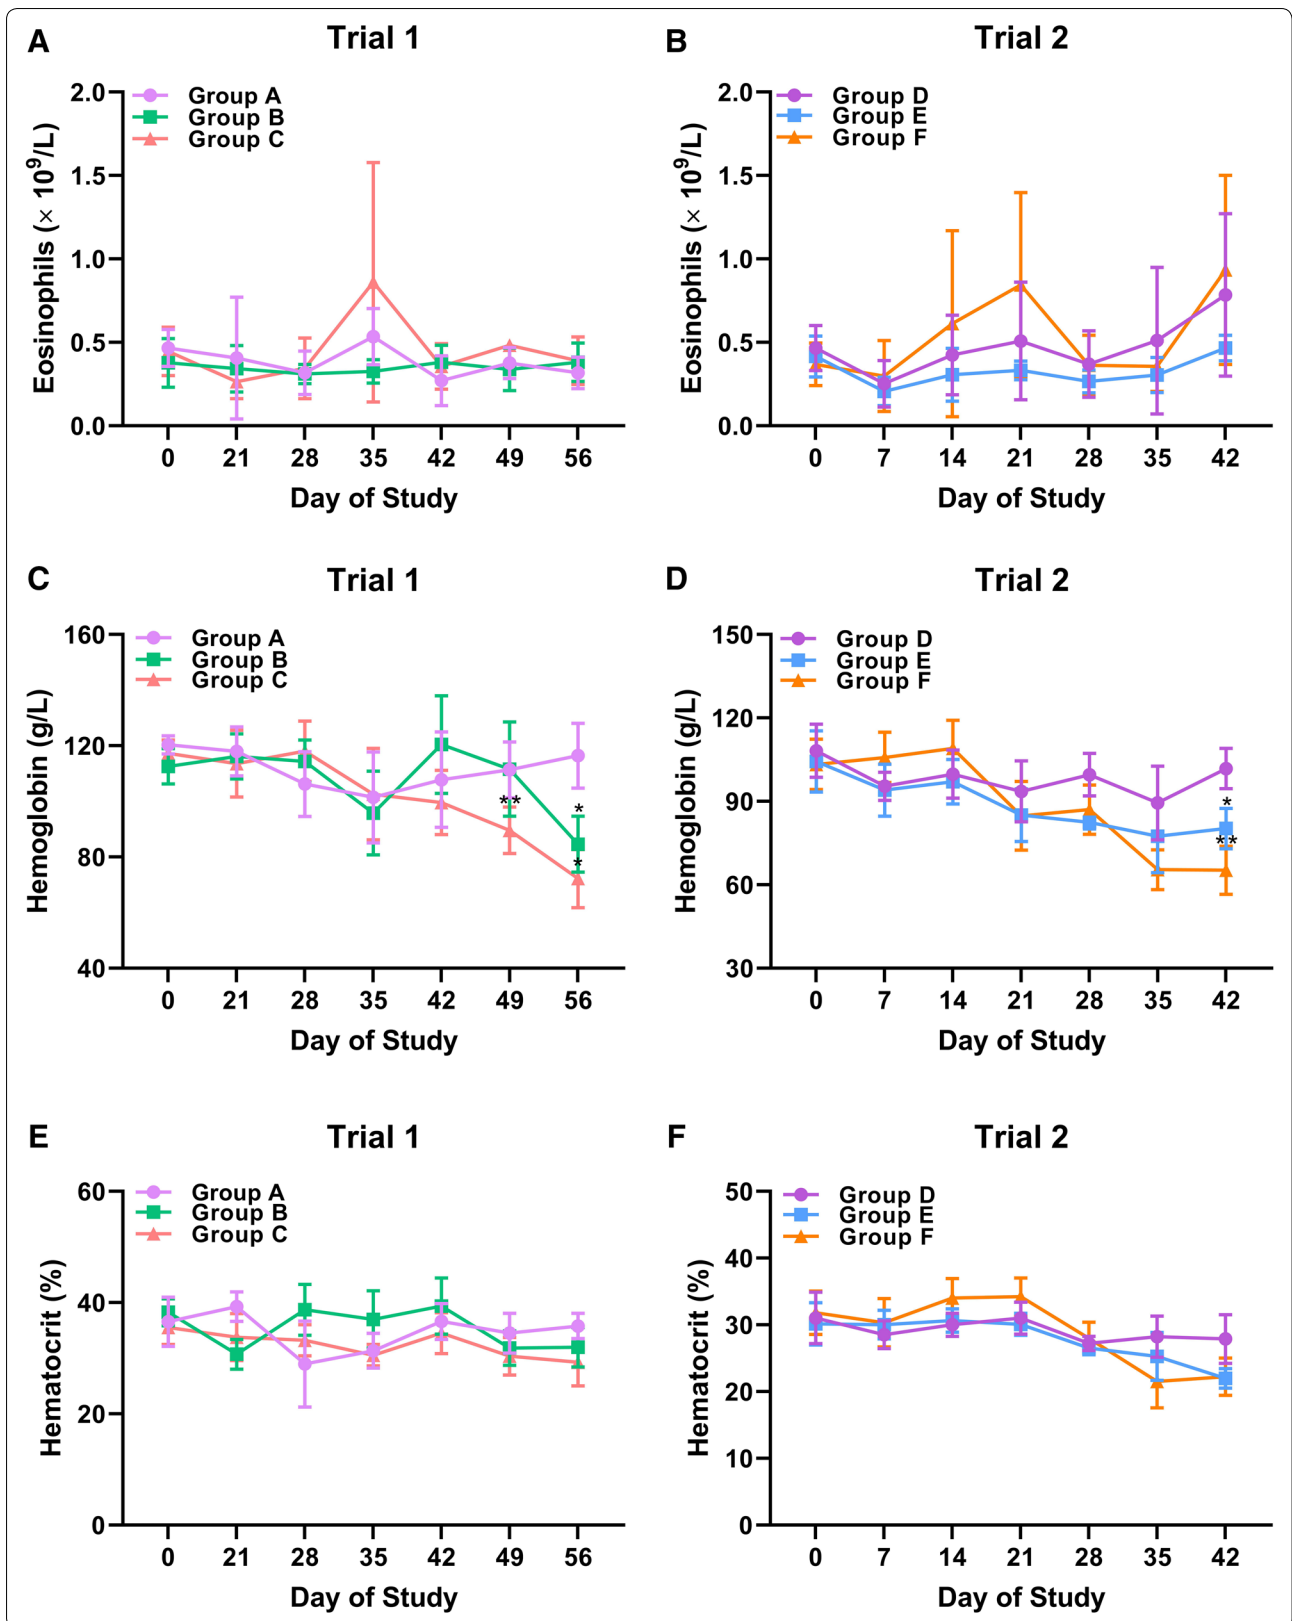 A
Trial 1
Eosinophils (× 10⁹/L)
2.0
1.5
1.0
0.5
0.0
Group A
Group B
Group C
0 21 28 35 42 49 56
Day of Study
B
Trial 2
Eosinophils (× 10⁹/L)
2.0
1.5
1.0
0.5
0.0
Group D
Group E
Group F
0 7 14 21 28 35 42
Day of Study
C
Trial 1
Hemoglobin (g/L)
160
120
80
40
Group A
Group B
Group C
**
*
*
0 21 28 35 42 49 56
Day of Study
D
Trial 2
Hemoglobin (g/L)
150
120
90
60
30
Group D
Group E
Group F
*
**
0 7 14 21 28 35 42
Day of Study
E
Trial 1
Hematocrit (%)
60
40
20
0
Group A
Group B
Group C
0 21 28 35 42 49 56
Day of Study
F
Trial 2
Hematocrit (%)
50
40
30
20
10
0
Group D
Group E
Group F
0 7 14 21 28 35 42
Day of Study